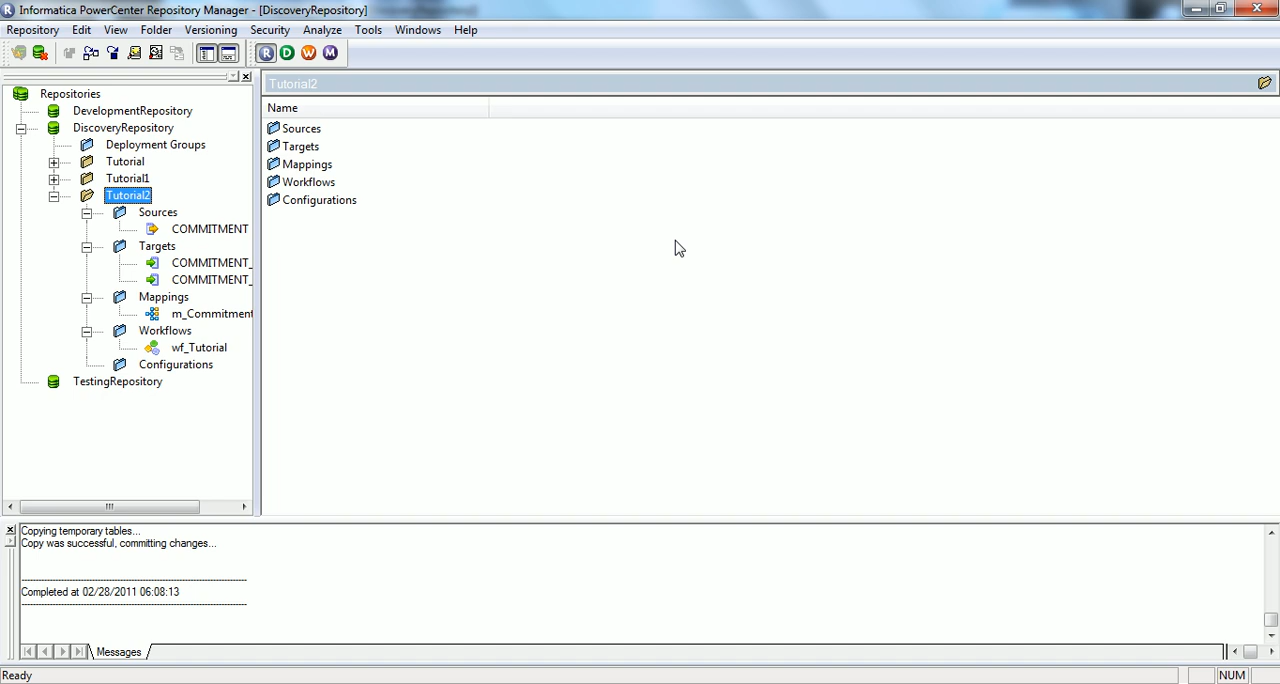 Informatica PowerCenter Repository Manager - [DiscoveryRepository]
Repository Edit View Folder Versioning Security Analyze Tools Windows Help
R D W M
Repositories
DevelopmentRepository
DiscoveryRepository
Deployment Groups
Tutorial
Tutorial1
Tutorial2
Sources
COMMITMENT
Targets
COMMITMENT_
COMMITMENT_
Mappings
m_Commitment
Workflows
wf_Tutorial
Configurations
TestingRepository
Tutorial2
Name
Sources
Targets
Mappings
Workflows
Configurations
Copying temporary tables...
Copy was successful, committing changes...
Completed at 02/28/2011 06:08:13
Messages
Ready
NUM